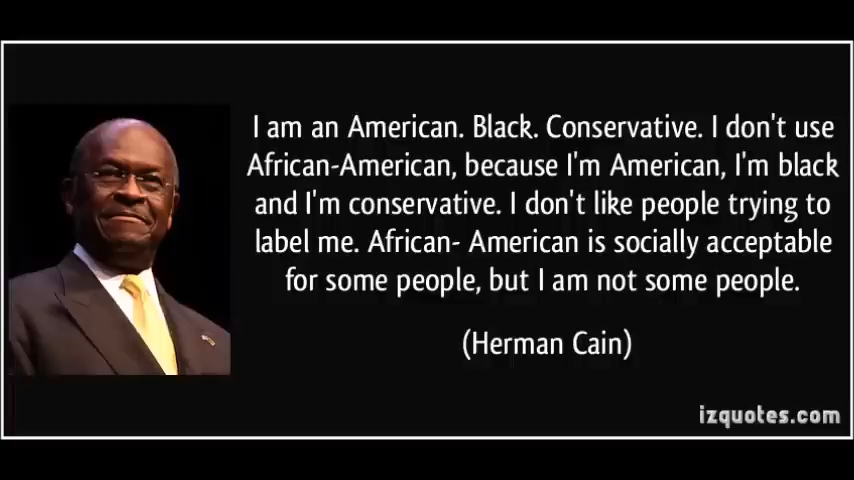 I am an American. Black. Conservative. I don't use
African-American, because I'm American, I'm black
and I'm conservative. I don't like people trying to
label me. African- American is socially acceptable
for some people, but I am not some people.
(Herman Cain)
izquotes.com